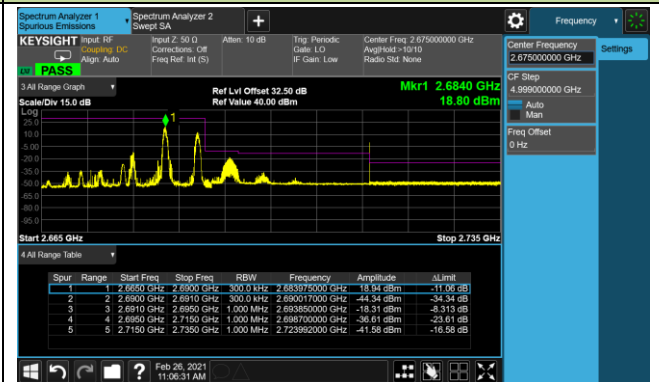 Spectrum Analyzer 1
Spurious Emissions
Spectrum Analyzer 2
Swept SA
Frequency
KEYSIGHT
Input: RF
Coupling: DC
Align: Auto
Input Z: 50 Ω
Corrections: Off
Freq Ref: Int (S)
Atten: 10 dB
Trig: Periodic
Gate: LO
IF Gain: Low
Center Freq: 2.675000000 GHz
Avg|Hold:>10/10
Radio Std: None
PASS
Center Frequency
2.675000000 GHz
Settings
CF Step
4.999000000 GHz
Auto
Man
Freq Offset
0 Hz
3 All Range Graph
Scale/Div 15.0 dB
Ref Lvl Offset 32.50 dB
Ref Value 40.00 dBm
Mkr1 2.6840 GHz
18.80 dBm
Log
25.0
10.0
-5.00
-20.0
-35.0
-50.0
-65.0
-80.0
-95.0
1
Start 2.665 GHz
Stop 2.735 GHz
4 All Range Table
Spur Range Start Freq Stop Freq RBW Frequency Amplitude ΔLimit
1 1 2.6650 GHz 2.6900 GHz 300.0 kHz 2.683975000 GHz 18.94 dBm -11.06 dB
2 2 2.6900 GHz 2.6910 GHz 300.0 kHz 2.690017000 GHz -44.34 dBm -34.34 dB
3 3 2.6910 GHz 2.6950 GHz 1.000 MHz 2.693850000 GHz -18.31 dBm -8.313 dB
4 4 2.6950 GHz 2.7150 GHz 1.000 MHz 2.698700000 GHz -36.61 dBm -23.61 dB
5 5 2.7150 GHz 2.7350 GHz 1.000 MHz 2.723992000 GHz -41.58 dBm -16.58 dB
Feb 26, 2021
11:06:31 AM